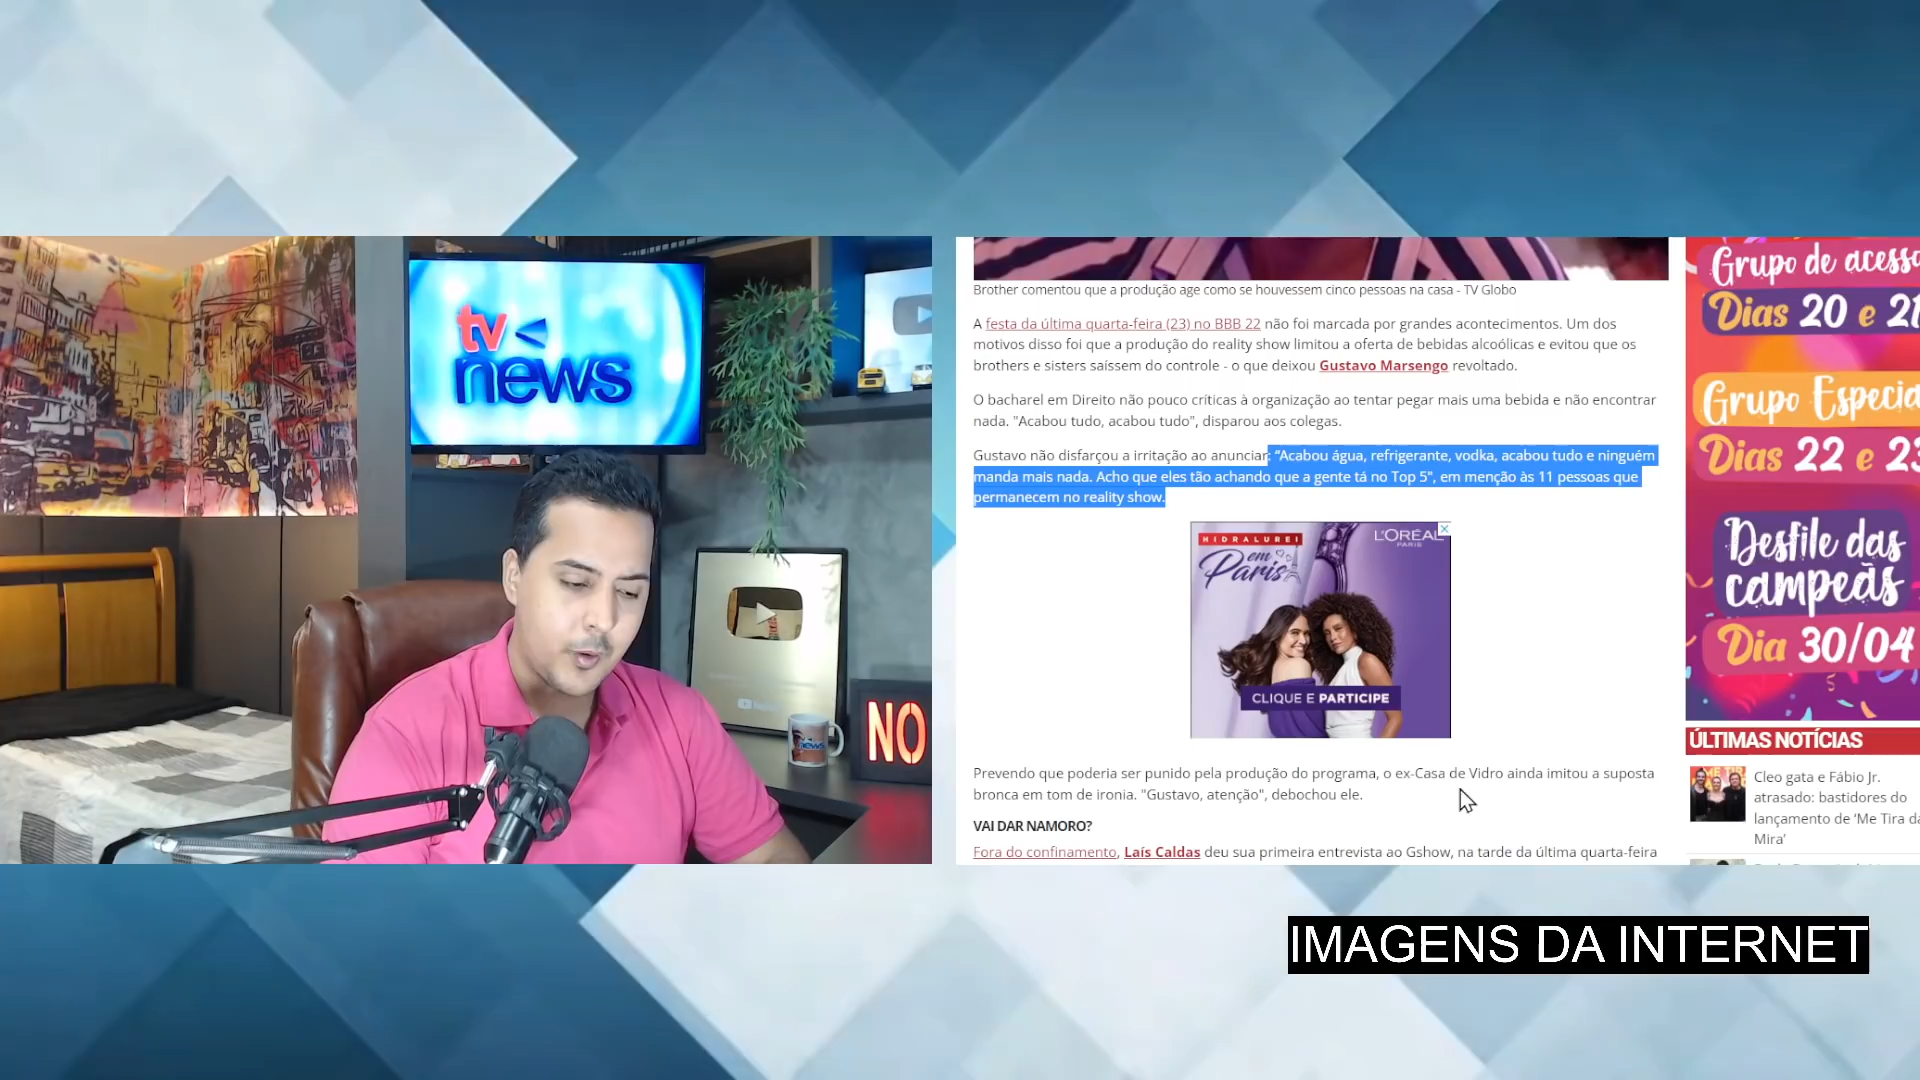 tv
news
NO
news
Brother comentou que a produção age como se houvessem cinco pessoas na casa - TV Globo
A festa da última quarta-feira (23) no BBB 22 não foi marcada por grandes acontecimentos. Um dos
motivos disso foi que a produção do reality show limitou a oferta de bebidas alcoólicas e evitou que os
brothers e sisters saíssem do controle - o que deixou Gustavo Marsengo revoltado.
O bacharel em Direito não pouco críticas à organização ao tentar pegar mais uma bebida e não encontrar
nada. "Acabou tudo, acabou tudo", disparou aos colegas.
Gustavo não disfarçou a irritação ao anunciar: "Acabou água, refrigerante, vodka, acabou tudo e ninguém
manda mais nada. Acho que eles tão achando que a gente tá no Top 5", em menção às 11 pessoas que
permanecem no reality show.
HIDRALUREI
em
Paris
L'ORÉAL
PARIS
CLIQUE E PARTICIPE
Prevendo que poderia ser punido pela produção do programa, o ex-Casa de Vidro ainda imitou a suposta
bronca em tom de ironia. "Gustavo, atenção", debochou ele.
VAI DAR NAMORO?
Fora do confinamento, Laís Caldas deu sua primeira entrevista ao Gshow, na tarde da última quarta-feira
Grupo de acesso
Dias 20 e 21
Grupo Especia
Dias 22 e 23
Desfile das
campeãs
Dia 30/04
ÚLTIMAS NOTÍCIAS
Cleo gata e Fábio Jr.
atrasado: bastidores do
lançamento de 'Me Tira da
Mira'
IMAGENS DA INTERNET